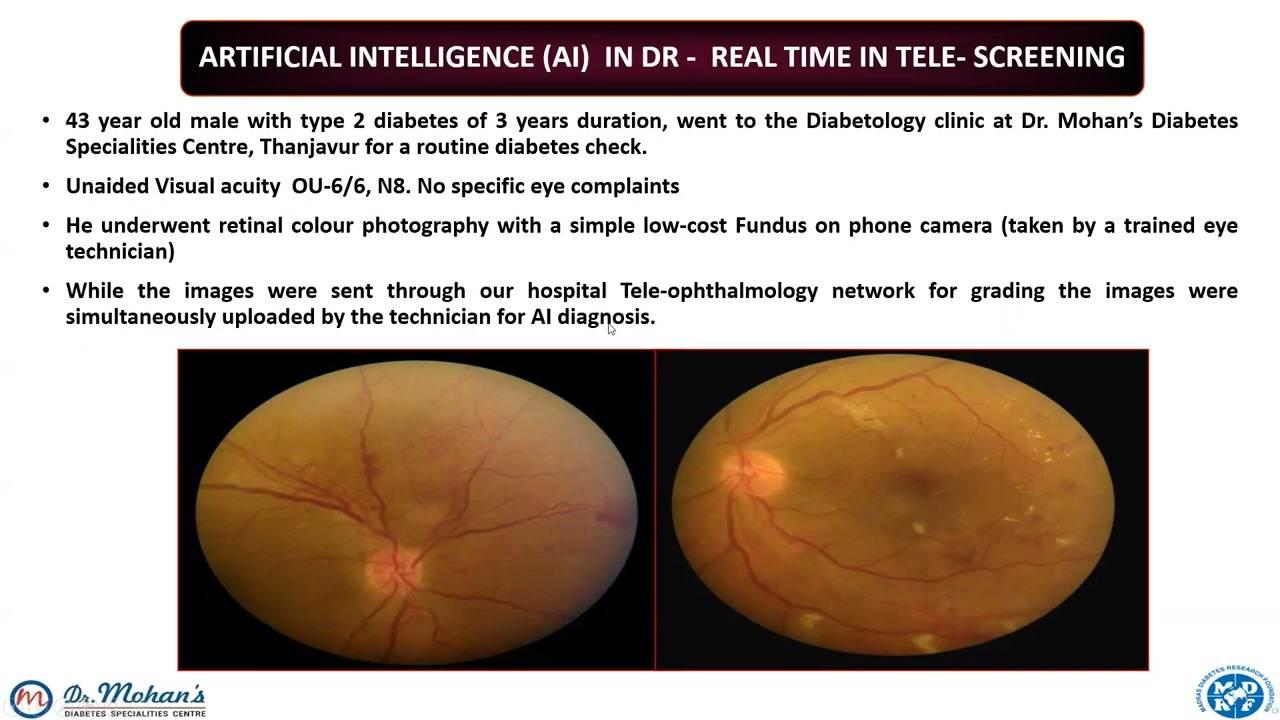 ARTIFICIAL INTELLIGENCE (AI) IN DR - REAL TIME IN TELE- SCREENING
• 43 year old male with type 2 diabetes of 3 years duration, went to the Diabetology clinic at Dr. Mohan's Diabetes
Specialities Centre, Thanjavur for a routine diabetes check.
• Unaided Visual acuity OU-6/6, N8. No specific eye complaints
• He underwent retinal colour photography with a simple low-cost Fundus on phone camera (taken by a trained eye
technician)
• While the images were sent through our hospital Tele-ophthalmology network for grading the images were
simultaneously uploaded by the technician for AI diagnosis.
m Dr. Mohan's
DIABETES SPECIALITIES CENTRE
MADRAS DIABETES RESEARCH FOUNDATION
M D
R F